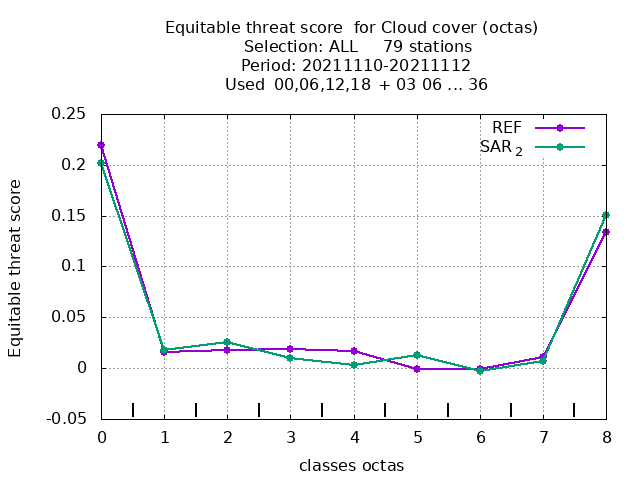 Equitable threat score for Cloud cover (octas)
Selection: ALL 79 stations
Period: 20211110-20211112
Used 00,06,12,18 + 03 06 ... 36
REF
SAR 2
0.25
0.2
0.15
0.1
0.05
0
-0.05
Equitable threat score
0 1 2 3 4 5 6 7 8
classes octas